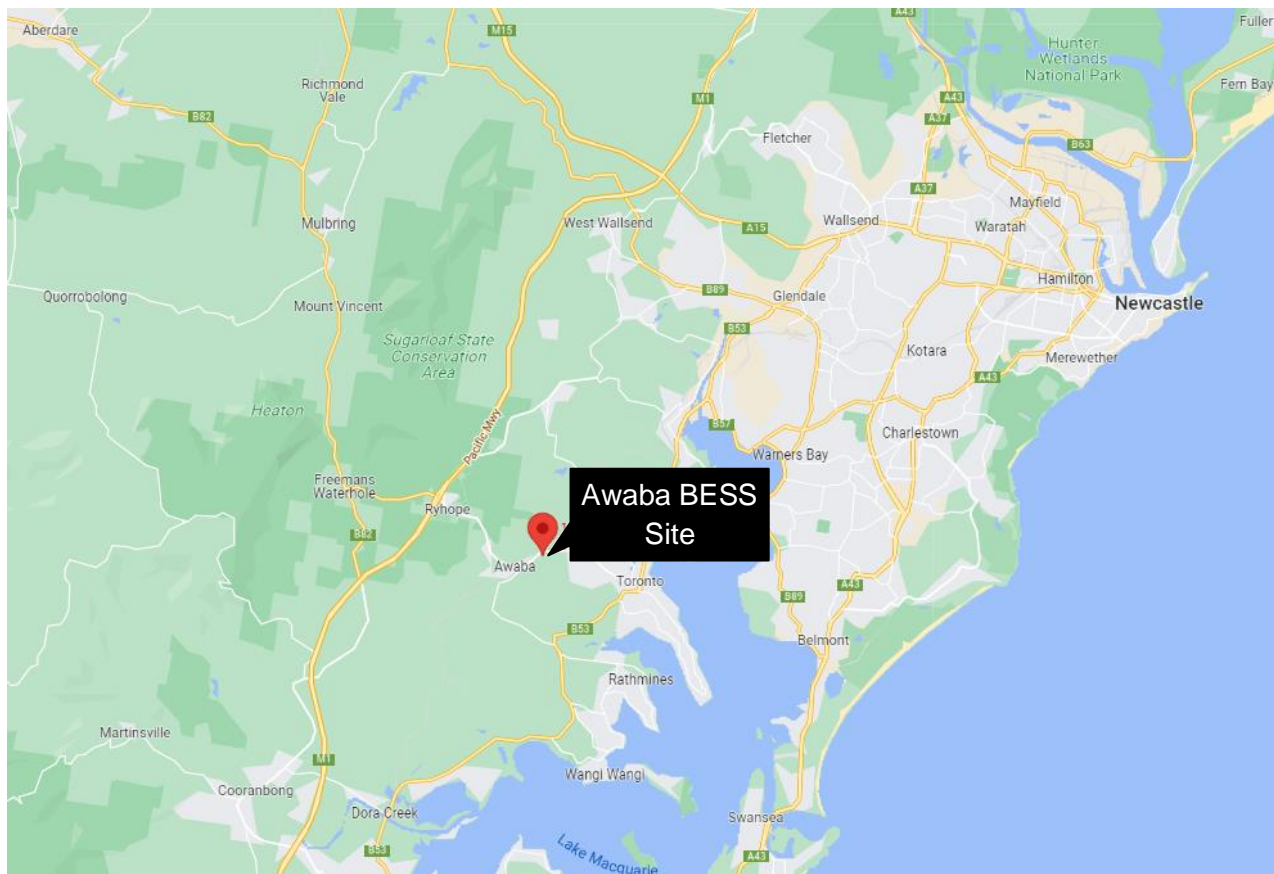 Aberdare
M15
A43
Fuller
Hunter
Wetlands
National Park
Richmond
Vale
Fern Bay
M1
A43
B82
A37
Fletcher
B63
A37
Mayfield
Mulbring
West Wallsend
Wallsend
Waratah
A15
Hamilton
Quorrobolong
Mount Vincent
B89
Glendale
Newcastle
B53
Sugarloaf State
Conservation
Area
Kotara
Merewether
A43
Heaton
Pacific Mwy
B57
Charlestown
Warners Bay
Freemans
Waterhole
Ryhope
Awaba BESS
Site
B82
Awaba
Toronto
A43
B89
B53
Belmont
Rathmines
Martinsville
M1
Wangi Wangi
Cooranbong
Dora Creek
Swansea
B53
Lake Macquarie
A43